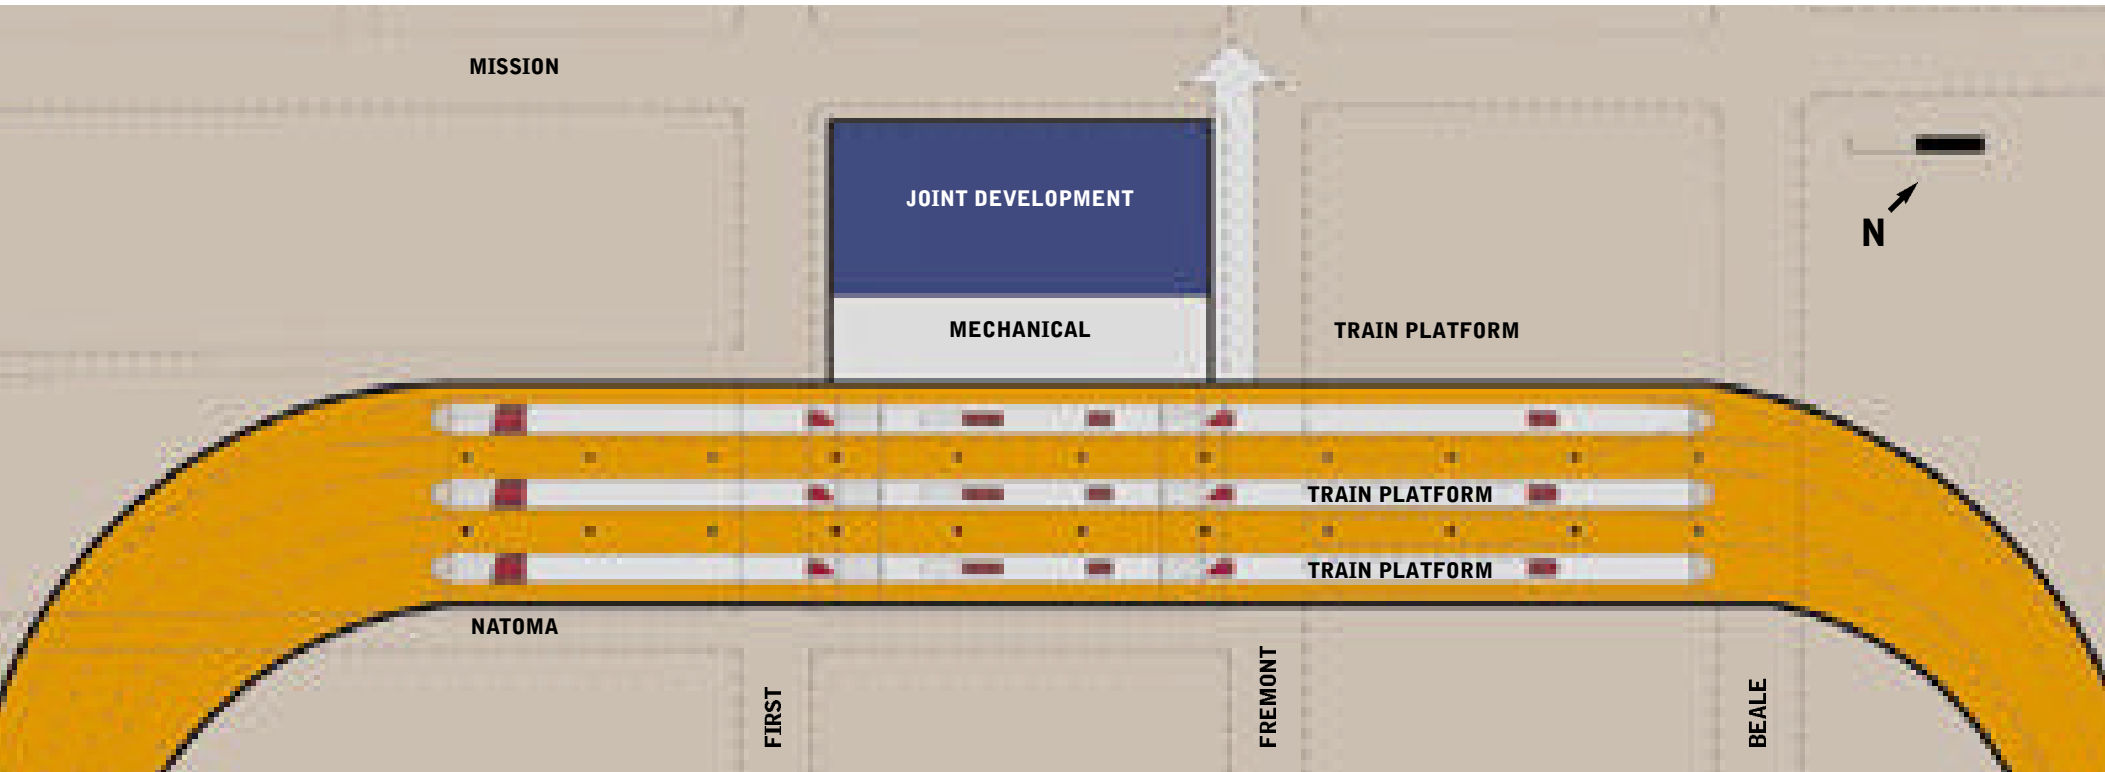 MISSION
JOINT DEVELOPMENT
N
MECHANICAL
TRAIN PLATFORM
TRAIN PLATFORM
TRAIN PLATFORM
NATOMA
FIRST
FREMONT
BEALE